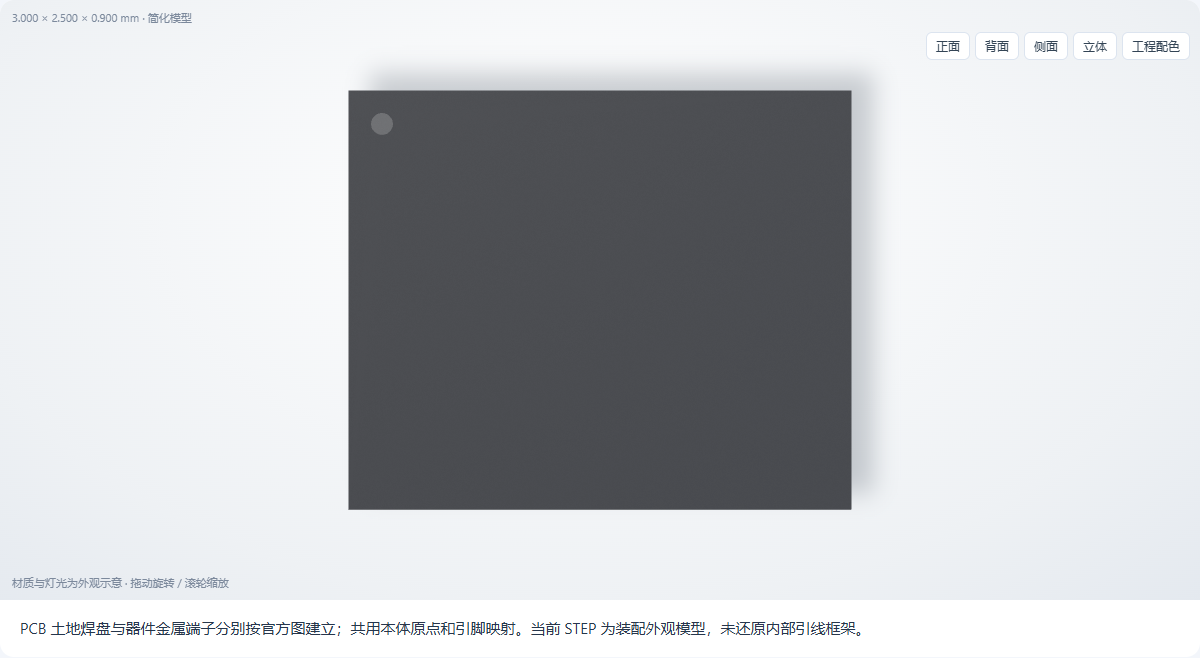 3.000 × 2.500 × 0.900 mm · 简化模型
正面 背面 侧面 立体 工程配色
材质与灯光为外观示意 · 拖动旋转 / 滚轮缩放
PCB 土地焊盘与器件金属端子分别按官方图建立；共用本体原点和引脚映射。当前 STEP 为装配外观模型，未还原内部引线框架。